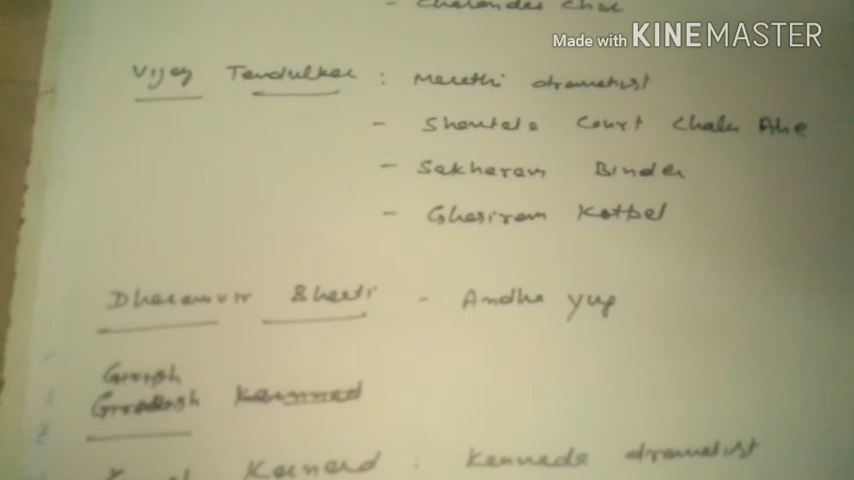 Made with KINEMASTER
Vijay Tendulkar : Marathi dramatist
- Shantata Court Chalu Ahe
- Sakharam Binder
- Ghasiram Kotwal
Dharamvir Bharti - Andha Yug
Girish
Karnad : Kannada dramatist